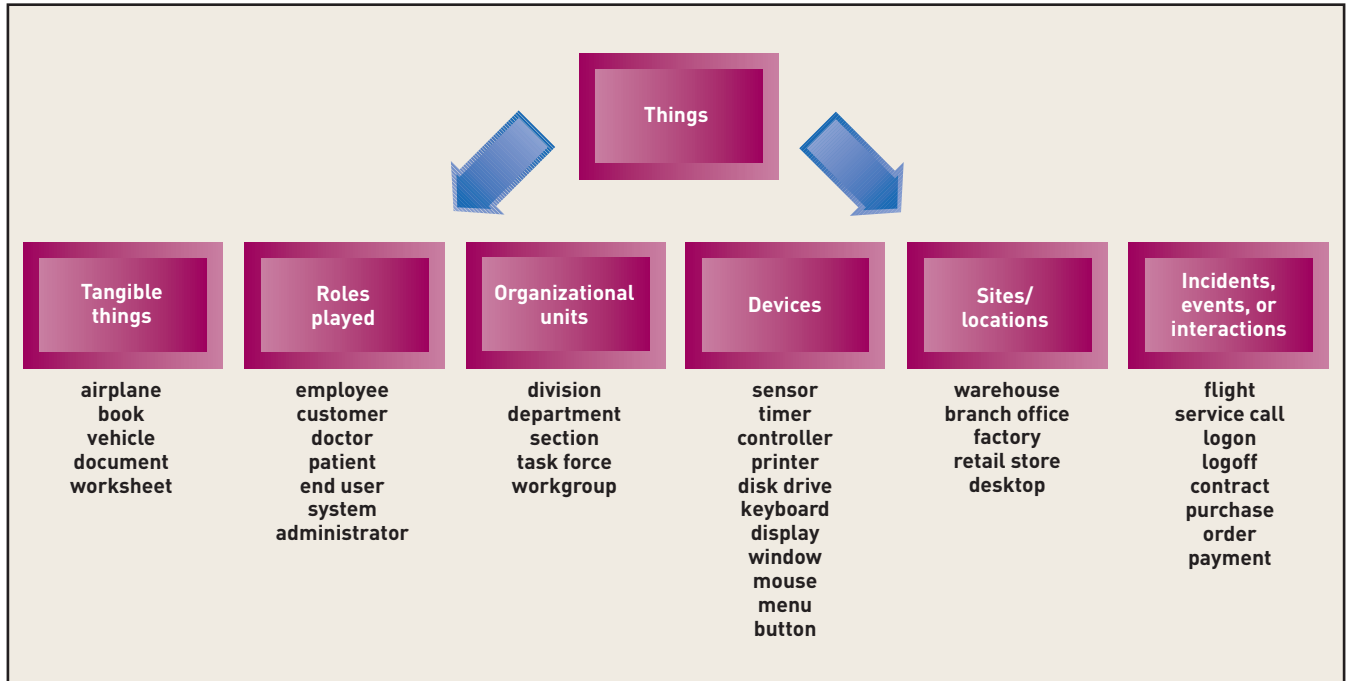 Things
Tangible
things
airplane
book
vehicle
document
worksheet
Roles
played
employee
customer
doctor
patient
end user
system
administrator
Organizational
units
division
department
section
task force
workgroup
Devices
sensor
timer
controller
printer
disk drive
keyboard
display
window
mouse
menu
button
Sites/
locations
warehouse
branch office
factory
retail store
desktop
Incidents,
events, or
interactions
flight
service call
logon
logoff
contract
purchase
order
payment